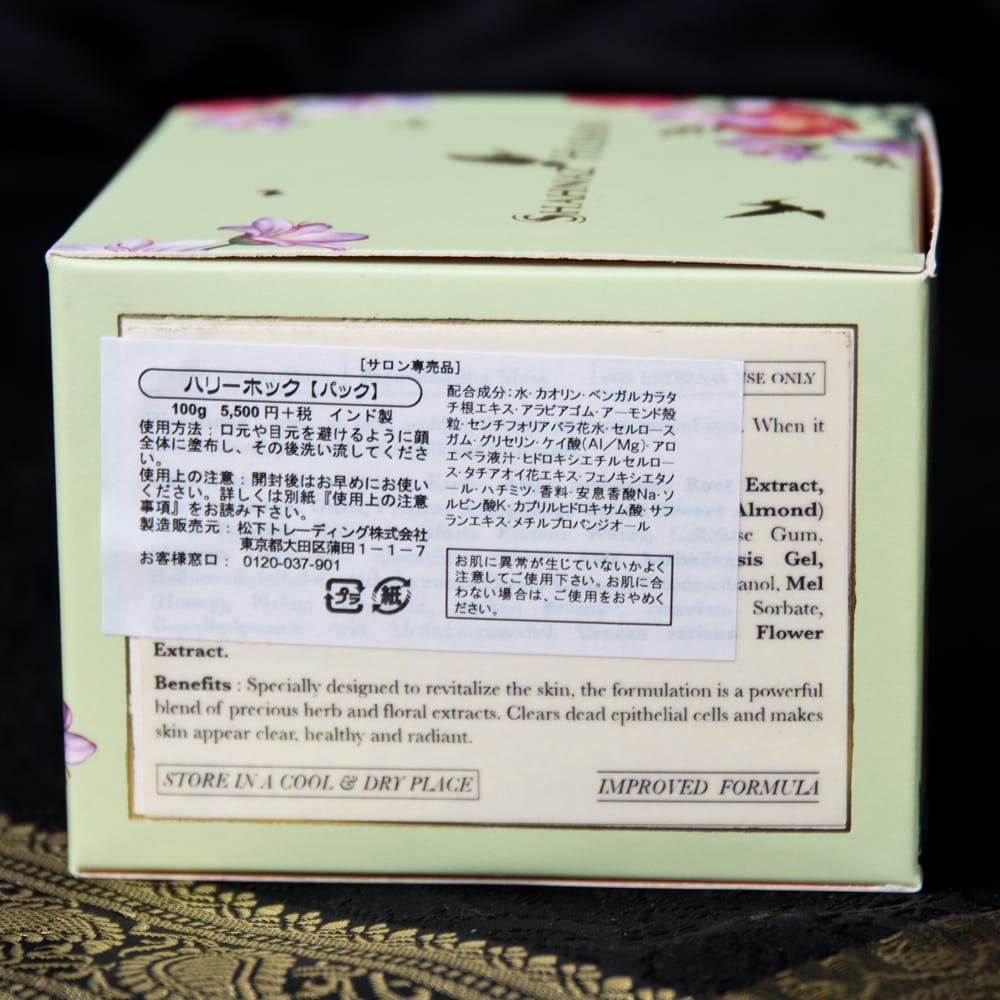 SHAHNAZ HUSAIN
[サロン専売品]
ハリーホック【パック】
100g 5,500円+税 インド製
使用方法：口元や目元を避けるように顔
全体に塗布し、その後洗い流してくださ
い。
使用上の注意：開封後はお早めにお使い
ください。詳しくは別紙『使用上の注意
事項』をお読み下さい。
製造販売元：松下トレーディング株式会社
東京都大田区蒲田1-1-7
お客様窓口： 0120-037-901
プラ 紙
配合成分：水・カオリン・ベンガルカラタ
チ根エキス・アラビアゴム・アーモンド殻
粒・センチフォリアバラ花水・セルロース
ガム・グリセリン・ケイ酸(Al/Mg)・アロ
エベラ液汁・ヒドロキシエチルセルロー
ス・タチアオイ花エキス・フェノキシエタノ
ール・ハチミツ・香料・安息香酸Na・ソ
ルビン酸K・カプリルヒドロキサム酸・サフ
ランエキス・メチルプロパンジオール
お肌に異常が生じていないかよく
注意してご使用下さい。お肌に合
わない場合は、ご使用をおやめく
ださい。
USE ONLY
When it
Extract,
Almond)
Gum,
Gel,
Mel
Sorbate,
Flower
Extract.
Benefits : Specially designed to revitalize the skin, the formulation is a powerful
blend of precious herb and floral extracts. Clears dead epithelial cells and makes
skin appear clear, healthy and radiant.
STORE IN A COOL & DRY PLACE
IMPROVED FORMULA